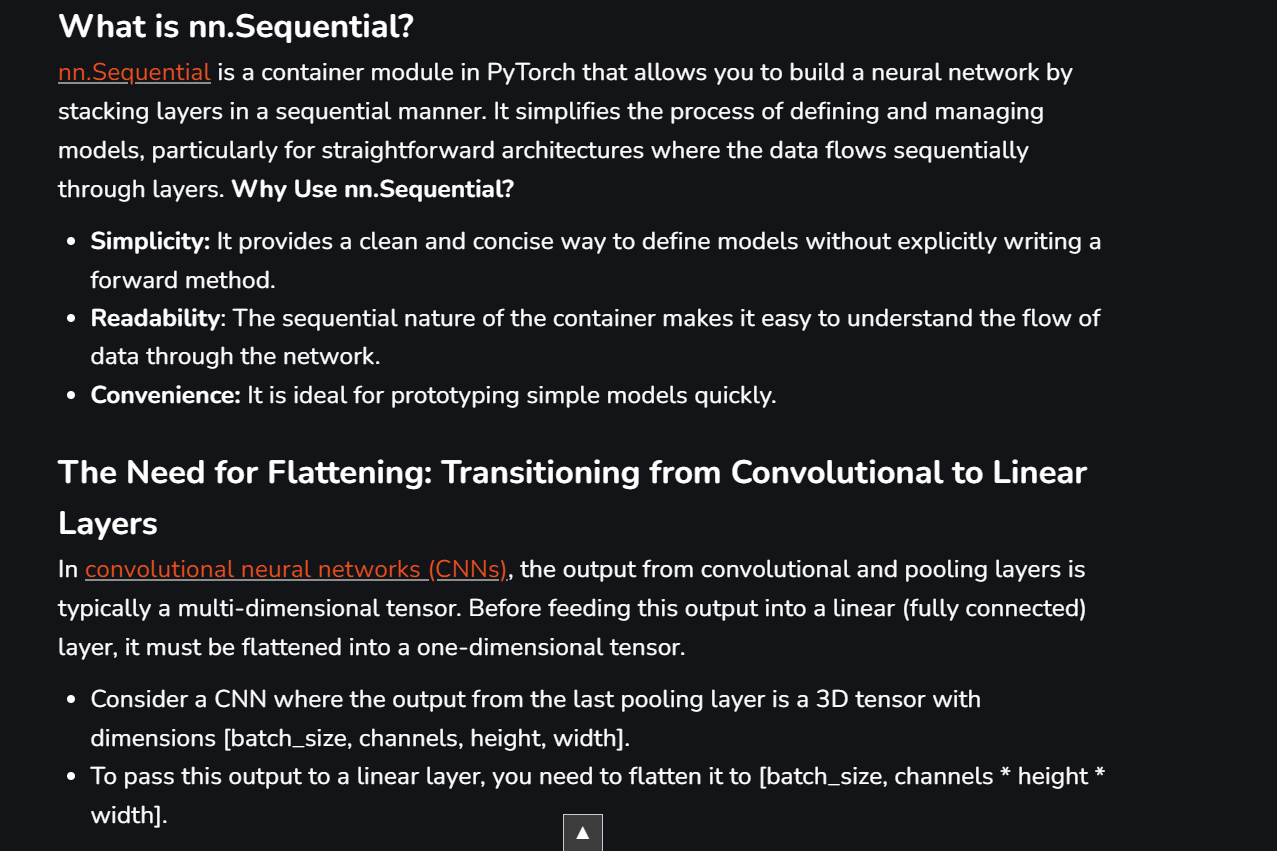 What is nn.Sequential?
nn.Sequential is a container module in PyTorch that allows you to build a neural network by
stacking layers in a sequential manner. It simplifies the process of defining and managing
models, particularly for straightforward architectures where the data flows sequentially
through layers. Why Use nn.Sequential?
• Simplicity: It provides a clean and concise way to define models without explicitly writing a
forward method.
• Readability: The sequential nature of the container makes it easy to understand the flow of
data through the network.
• Convenience: It is ideal for prototyping simple models quickly.
The Need for Flattening: Transitioning from Convolutional to Linear
Layers
In convolutional neural networks (CNNs), the output from convolutional and pooling layers is
typically a multi-dimensional tensor. Before feeding this output into a linear (fully connected)
layer, it must be flattened into a one-dimensional tensor.
• Consider a CNN where the output from the last pooling layer is a 3D tensor with
dimensions [batch_size, channels, height, width].
• To pass this output to a linear layer, you need to flatten it to [batch_size, channels * height *
width].